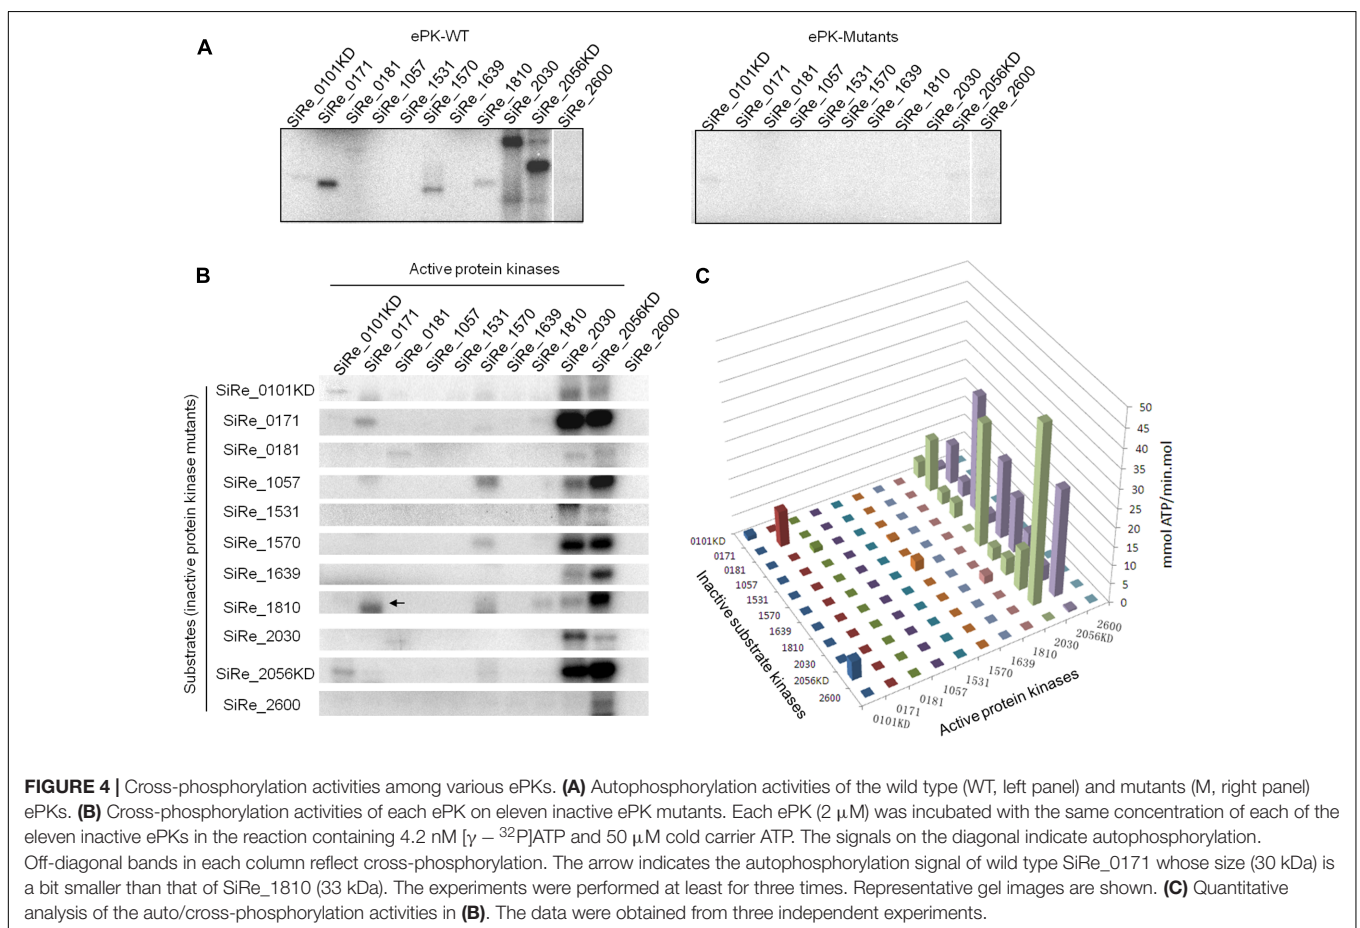 A
ePK-WT
SiRe_0101KD
SiRe_0171
SiRe_0181
SiRe_1057
SiRe_1531
SiRe_1570
SiRe_1639
SiRe_1810
SiRe_2030
SiRe_2056KD
SiRe_2600
ePK-Mutants
SiRe_0101KD
SiRe_0171
SiRe_0181
SiRe_1057
SiRe_1531
SiRe_1570
SiRe_1639
SiRe_1810
SiRe_2030
SiRe_2056KD
SiRe_2600
B
Active protein kinases
SiRe_0101KD
SiRe_0171
SiRe_0181
SiRe_1057
SiRe_1531
SiRe_1570
SiRe_1639
SiRe_1810
SiRe_2030
SiRe_2056KD
SiRe_2600
Substrates (inactive protein kinase mutants)
SiRe_0101KD
SiRe_0171
SiRe_0181
SiRe_1057
SiRe_1531
SiRe_1570
SiRe_1639
SiRe_1810
SiRe_2030
SiRe_2056KD
SiRe_2600
C
50
45
40
35
30
25
20
15
10
5
0
mmol ATP/min.mol
0101KD
0171
0181
1057
1531
1570
1639
1810
2030
2056KD
2600
Inactive substrate kinases
0101KD
0171
0181
1057
1531
1570
1639
1810
2030
2056KD
2600
Active protein kinases
FIGURE 4 | Cross-phosphorylation activities among various ePKs. (A) Autophosphorylation activities of the wild type (WT, left panel) and mutants (M, right panel)
ePKs. (B) Cross-phosphorylation activities of each ePK on eleven inactive ePK mutants. Each ePK (2 μM) was incubated with the same concentration of each of the
eleven inactive ePKs in the reaction containing 4.2 nM [γ − 32P]ATP and 50 μM cold carrier ATP. The signals on the diagonal indicate autophosphorylation.
Off-diagonal bands in each column reflect cross-phosphorylation. The arrow indicates the autophosphorylation signal of wild type SiRe_0171 whose size (30 kDa) is
a bit smaller than that of SiRe_1810 (33 kDa). The experiments were performed at least for three times. Representative gel images are shown. (C) Quantitative
analysis of the auto/cross-phosphorylation activities in (B). The data were obtained from three independent experiments.